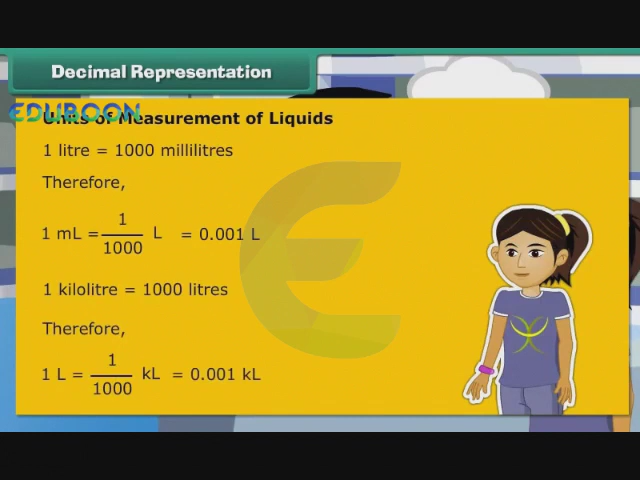 Decimal Representation
EDUBOON
Units of Measurement of Liquids
1 litre = 1000 millilitres
Therefore,
1 mL = 1/1000 L = 0.001 L
1 kilolitre = 1000 litres
Therefore,
1 L = 1/1000 kL = 0.001 kL